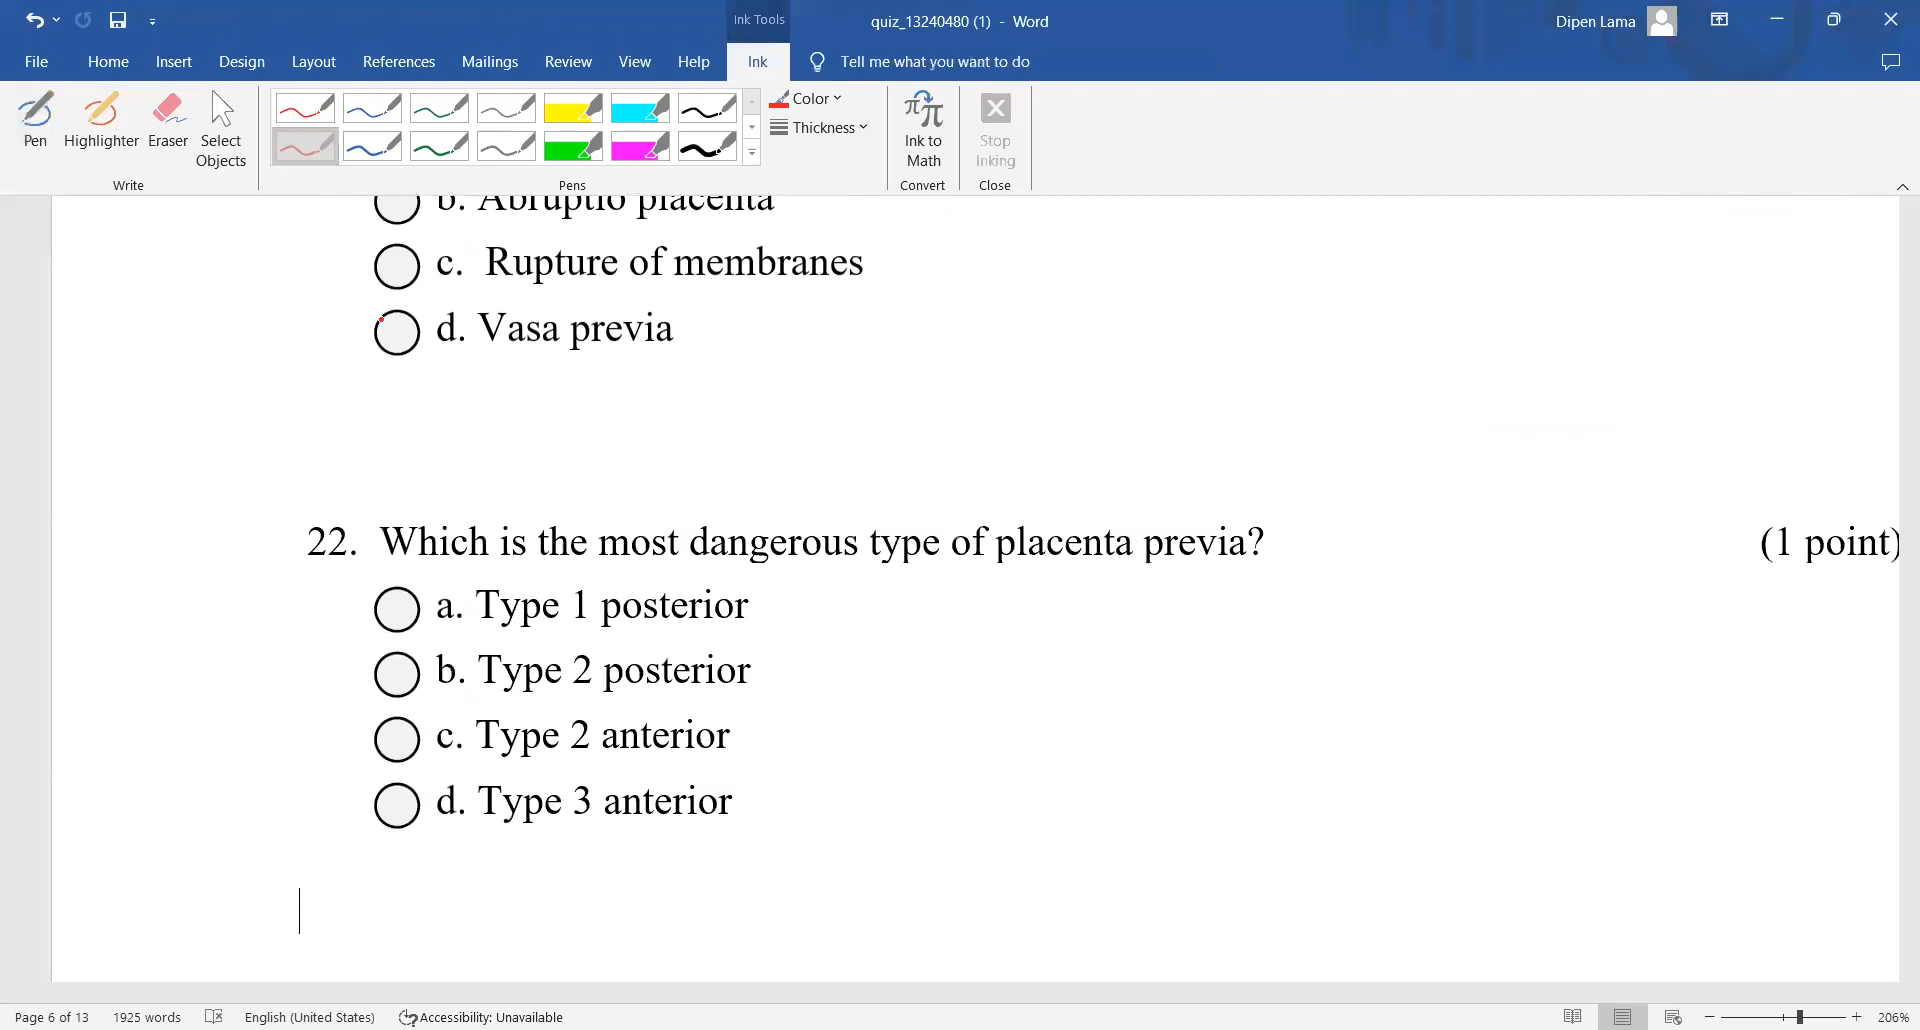 Ink Tools
quiz_13240480 (1) - Word
Dipen Lama
File Home Insert Design Layout References Mailings Review View Help Ink Tell me what you want to do
Pen
Highlighter
Eraser
Select Objects
Color
Thickness
Ink to Math
Stop Inking
Write
Pens
Convert
Close
b. Abruptio placenta
c. Rupture of membranes
d. Vasa previa
22. Which is the most dangerous type of placenta previa? (1 point)
a. Type 1 posterior
b. Type 2 posterior
c. Type 2 anterior
d. Type 3 anterior
Page 6 of 13 1925 words English (United States) Accessibility: Unavailable 206%